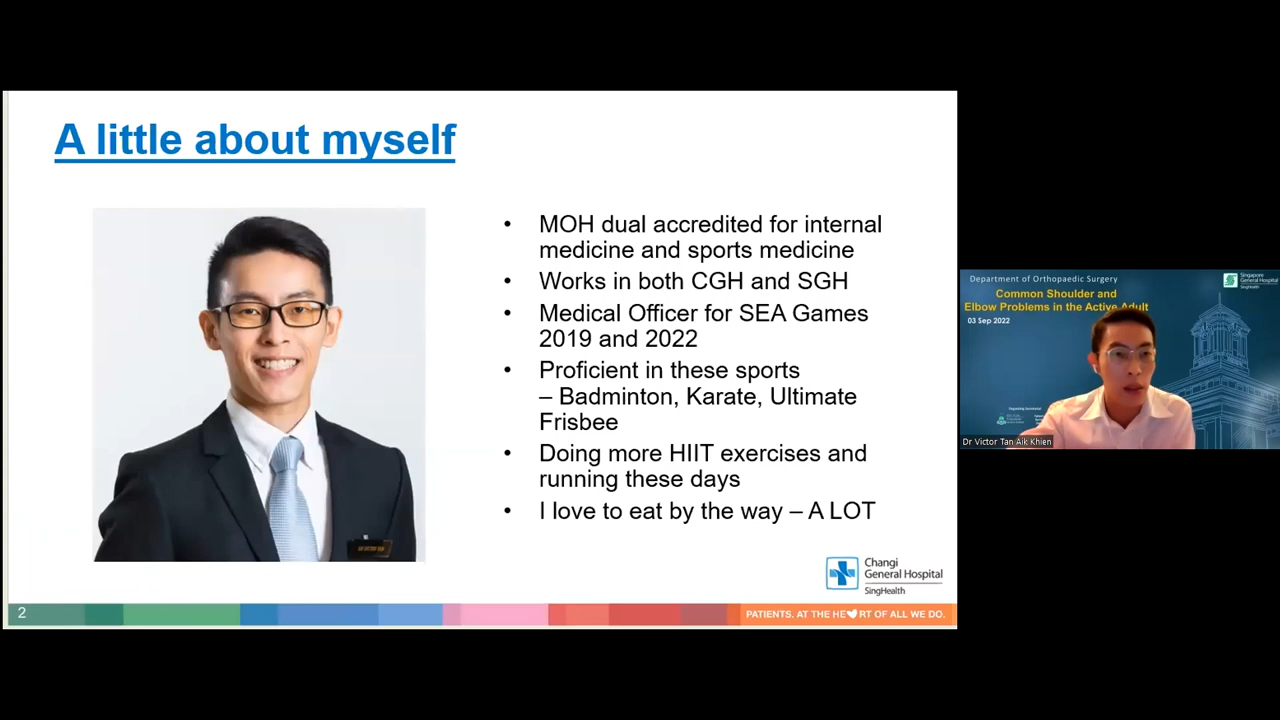 A little about myself
• MOH dual accredited for internal
medicine and sports medicine
• Works in both CGH and SGH
• Medical Officer for SEA Games
2019 and 2022
• Proficient in these sports
– Badminton, Karate, Ultimate
Frisbee
• Doing more HIIT exercises and
running these days
• I love to eat by the way – A LOT
Changi
General Hospital
SingHealth
2
PATIENTS. AT THE HE RT OF ALL WE DO.
Department of Orthopaedic Surgery
Singapore
General Hospital
SingHealth
Common Shoulder and
Elbow Problems in the Active Adult
03 Sep 2022
Dr Victor Tan Aik Khien